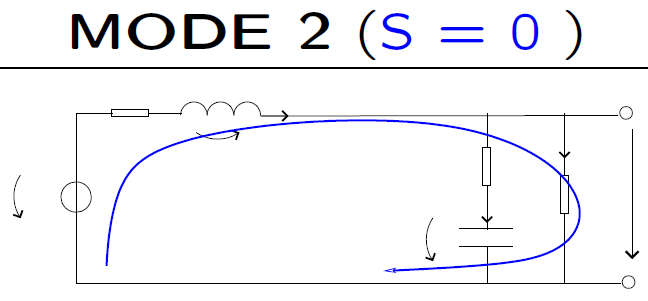 MODE 2 (S = 0 )